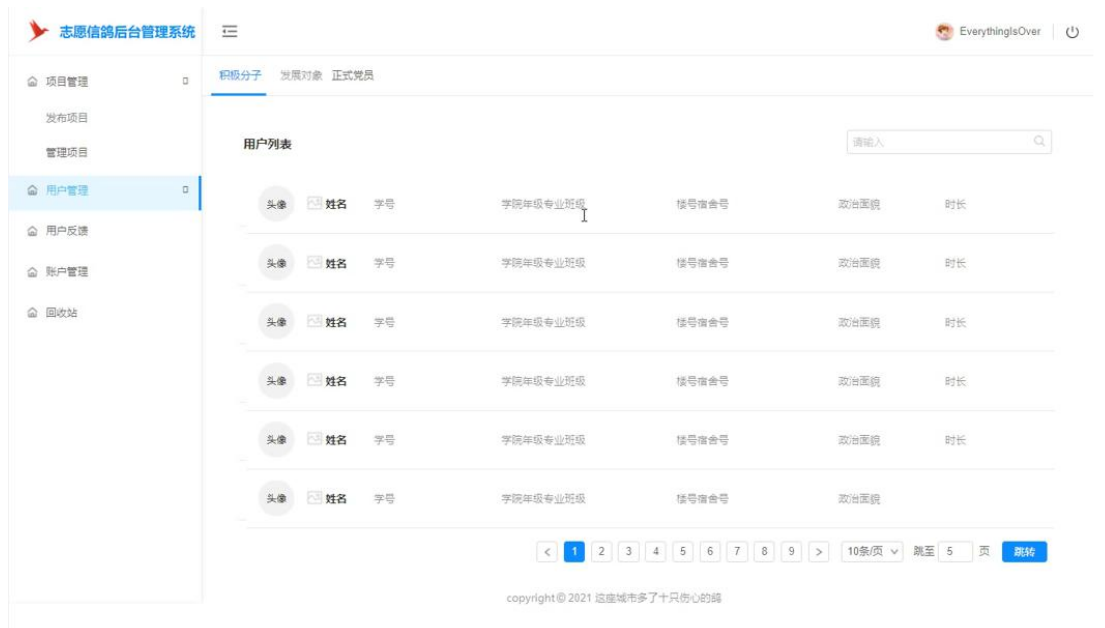 志愿信鸽后台管理系统
EverythingIsOver
项目管理
发布项目
管理项目
用户管理
用户反馈
账户管理
回收站
积极分子 发展对象 正式党员
用户列表
请输入
头像 姓名 学号 学院年级专业班级 楼号宿舍号 政治面貌 时长
头像 姓名 学号 学院年级专业班级 楼号宿舍号 政治面貌 时长
头像 姓名 学号 学院年级专业班级 楼号宿舍号 政治面貌 时长
头像 姓名 学号 学院年级专业班级 楼号宿舍号 政治面貌 时长
头像 姓名 学号 学院年级专业班级 楼号宿舍号 政治面貌 时长
头像 姓名 学号 学院年级专业班级 楼号宿舍号 政治面貌
< 1 2 3 4 5 6 7 8 9 > 10条/页 跳至 5 页 跳转
copyright © 2021 这座城市多了十只伤心的鸽